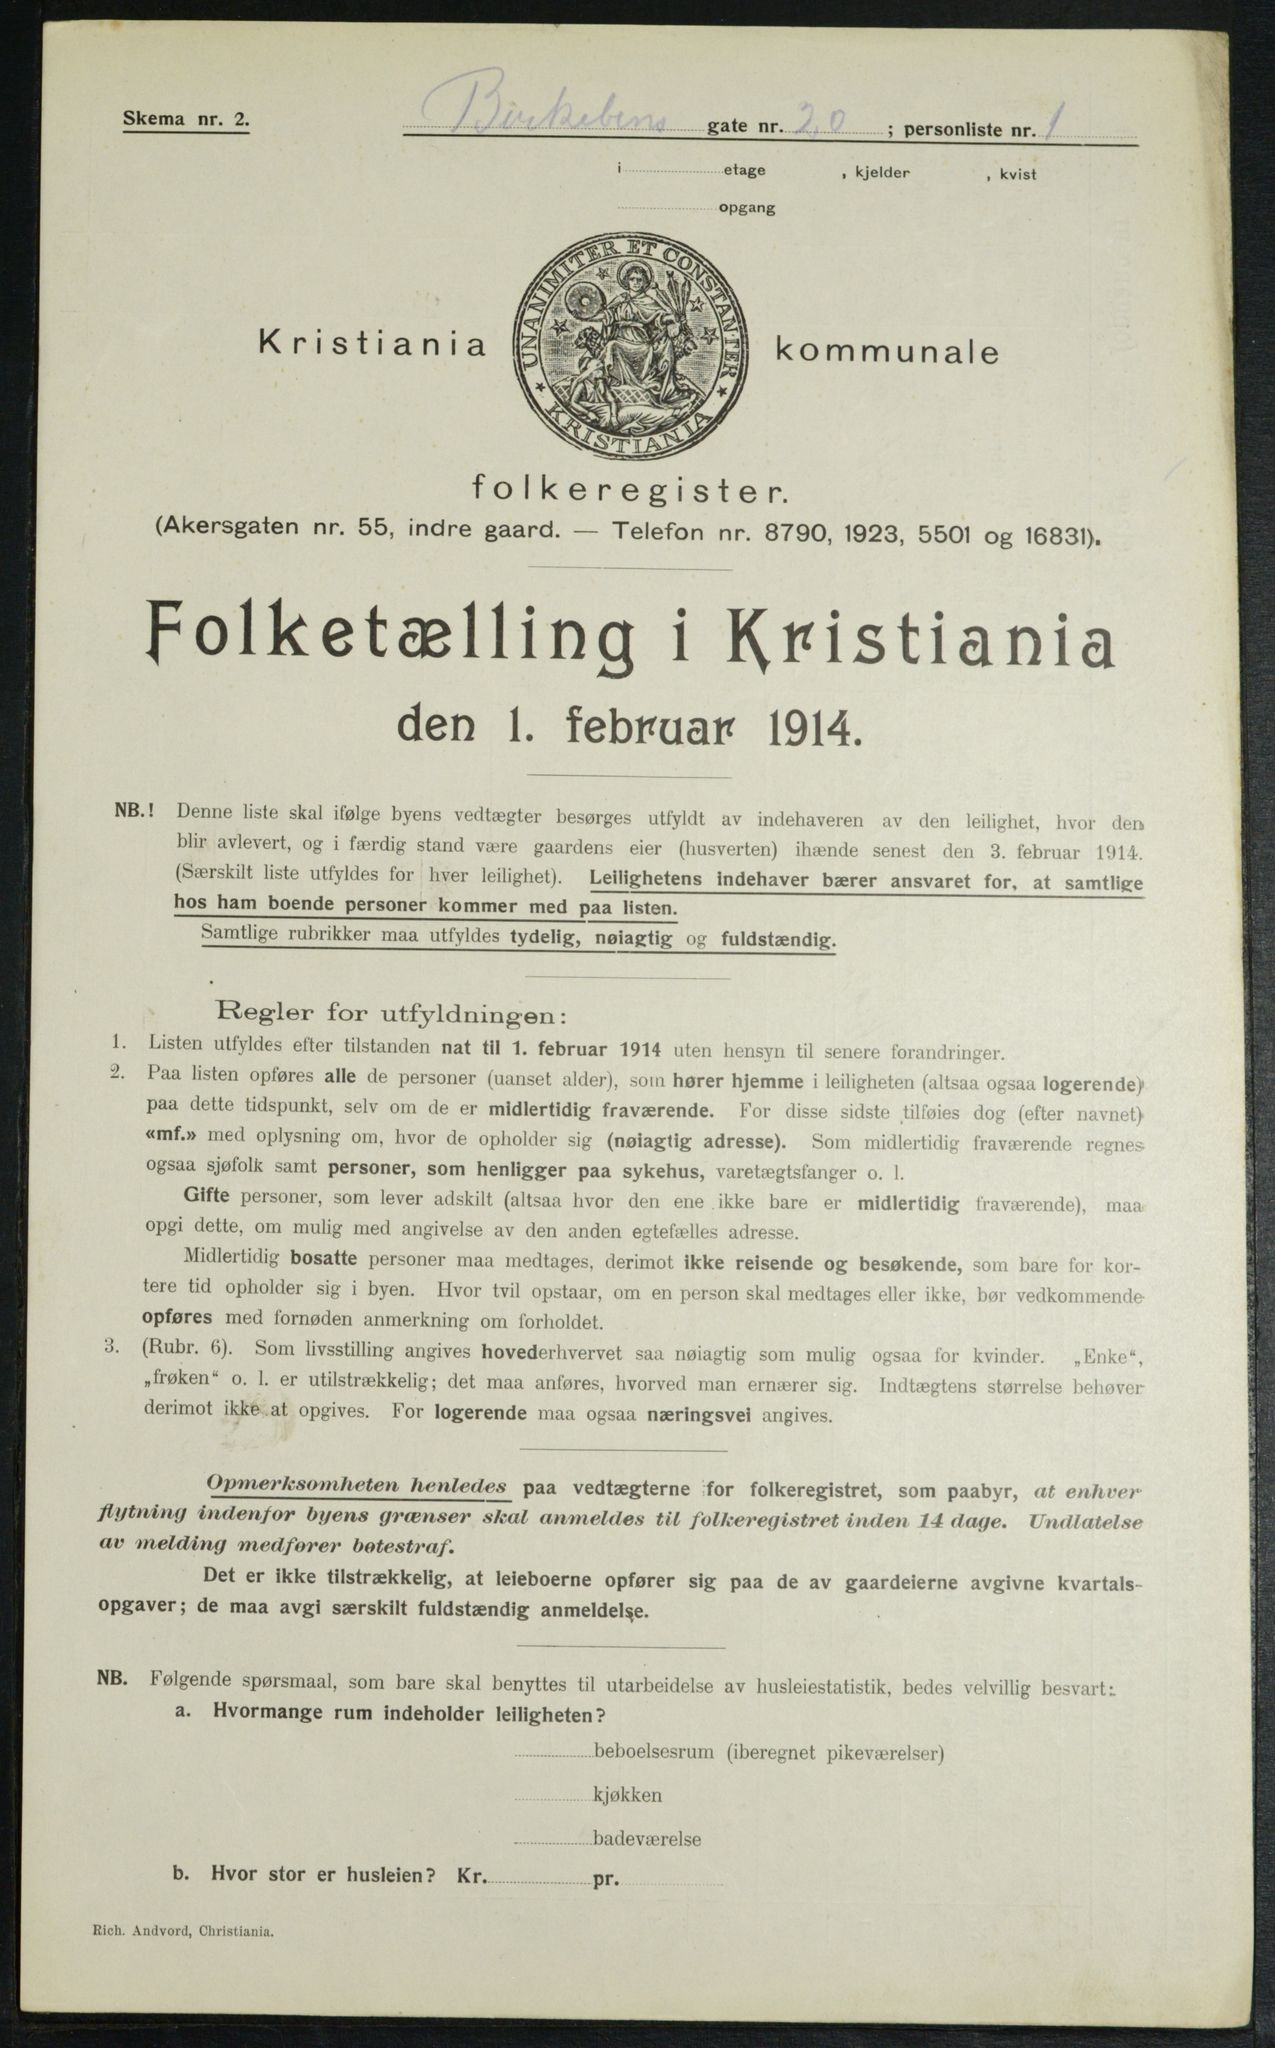 Skema nr. 2.
Birkebens gate nr. 20 ; personliste nr. 1
i etage , kjelder , kvist
opgang
UNANIMITER ET CONSTANTER
KRISTIANIA
Kristiania kommunale
folkeregister.
(Akersgaten nr. 55, indre gaard. — Telefon nr. 8790, 1923, 5501 og 16831).
Folketælling i Kristiania
den 1. februar 1914.
NB.! Denne liste skal ifølge byens vedtægter besørges utfyldt av indehaveren av den leilighet, hvor den
blir avlevert, og i færdig stand være gaardens eier (husverten) ihænde senest den 3. februar 1914.
(Særskilt liste utfyldes for hver leilighet). Leilighetens indehaver bærer ansvaret for, at samtlige
hos ham boende personer kommer med paa listen.
Samtlige rubrikker maa utfyldes tydelig, nøiagtig og fuldstændig.
Regler for utfyldningen:
1. Listen utfyldes efter tilstanden nat til 1. februar 1914 uten hensyn til senere forandringer.
2. Paa listen opføres alle de personer (uanset alder), som hører hjemme i leiligheten (altsaa ogsaa logerende)
paa dette tidspunkt, selv om de er midlertidig fraværende. For disse sidste tilføies dog (efter navnet)
«mf.» med oplysning om, hvor de opholder sig (nøiagtig adresse). Som midlertidig fraværende regnes
ogsaa sjøfolk samt personer, som henligger paa sykehus, varetægtsfanger o. l.
Gifte personer, som lever adskilt (altsaa hvor den ene ikke bare er midlertidig fraværende), maa
opgi dette, om mulig med angivelse av den anden egtefælles adresse.
Midlertidig bosatte personer maa medtages, derimot ikke reisende og besøkende, som bare for kor-
tere tid opholder sig i byen. Hvor tvil opstaar, om en person skal medtages eller ikke, bør vedkommende
opføres med fornøden anmerkning om forholdet.
3. (Rubr. 6). Som livsstilling angives hovederhvervet saa nøiagtig som mulig ogsaa for kvinder. „Enke“,
„frøken“ o. l. er utilstrækkelig; det maa anføres, hvorved man ernærer sig. Indtægtens størrelse behøver
derimot ikke at opgives. For logerende maa ogsaa næringsvei angives.
Opmerksomheten henledes paa vedtægterne for folkeregistret, som paabyr, at enhver
flytning indenfor byens grænser skal anmeldes til folkeregistret inden 14 dage. Undlatelse
av melding medfører bøtestraf.
Det er ikke tilstrækkelig, at leieboerne opfører sig paa de av gaardeierne avgivne kvartals-
opgaver; de maa avgi særskilt fuldstændig anmeldelse.
NB. Følgende spørsmaal, som bare skal benyttes til utarbeidelse av husleiestatistik, bedes velvillig besvart:
a. Hvormange rum indeholder leiligheten?
beboelsesrum (iberegnet pikeværelser)
kjøkken
badeværelse
b. Hvor stor er husleien? Kr. pr.
Rich. Andvord, Christiania.